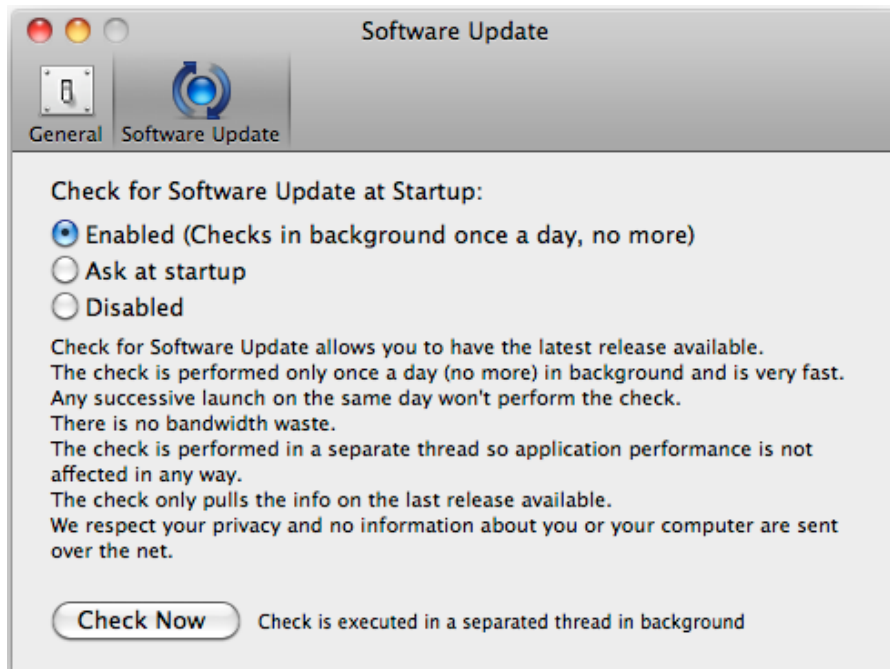 Software Update
General
Software Update
Check for Software Update at Startup:
Enabled (Checks in background once a day, no more)
Ask at startup
Disabled
Check for Software Update allows you to have the latest release available.
The check is performed only once a day (no more) in background and is very fast.
Any successive launch on the same day won't perform the check.
There is no bandwidth waste.
The check is performed in a separate thread so application performance is not
affected in any way.
The check only pulls the info on the last release available.
We respect your privacy and no information about you or your computer are sent
over the net.
Check Now
Check is executed in a separated thread in background